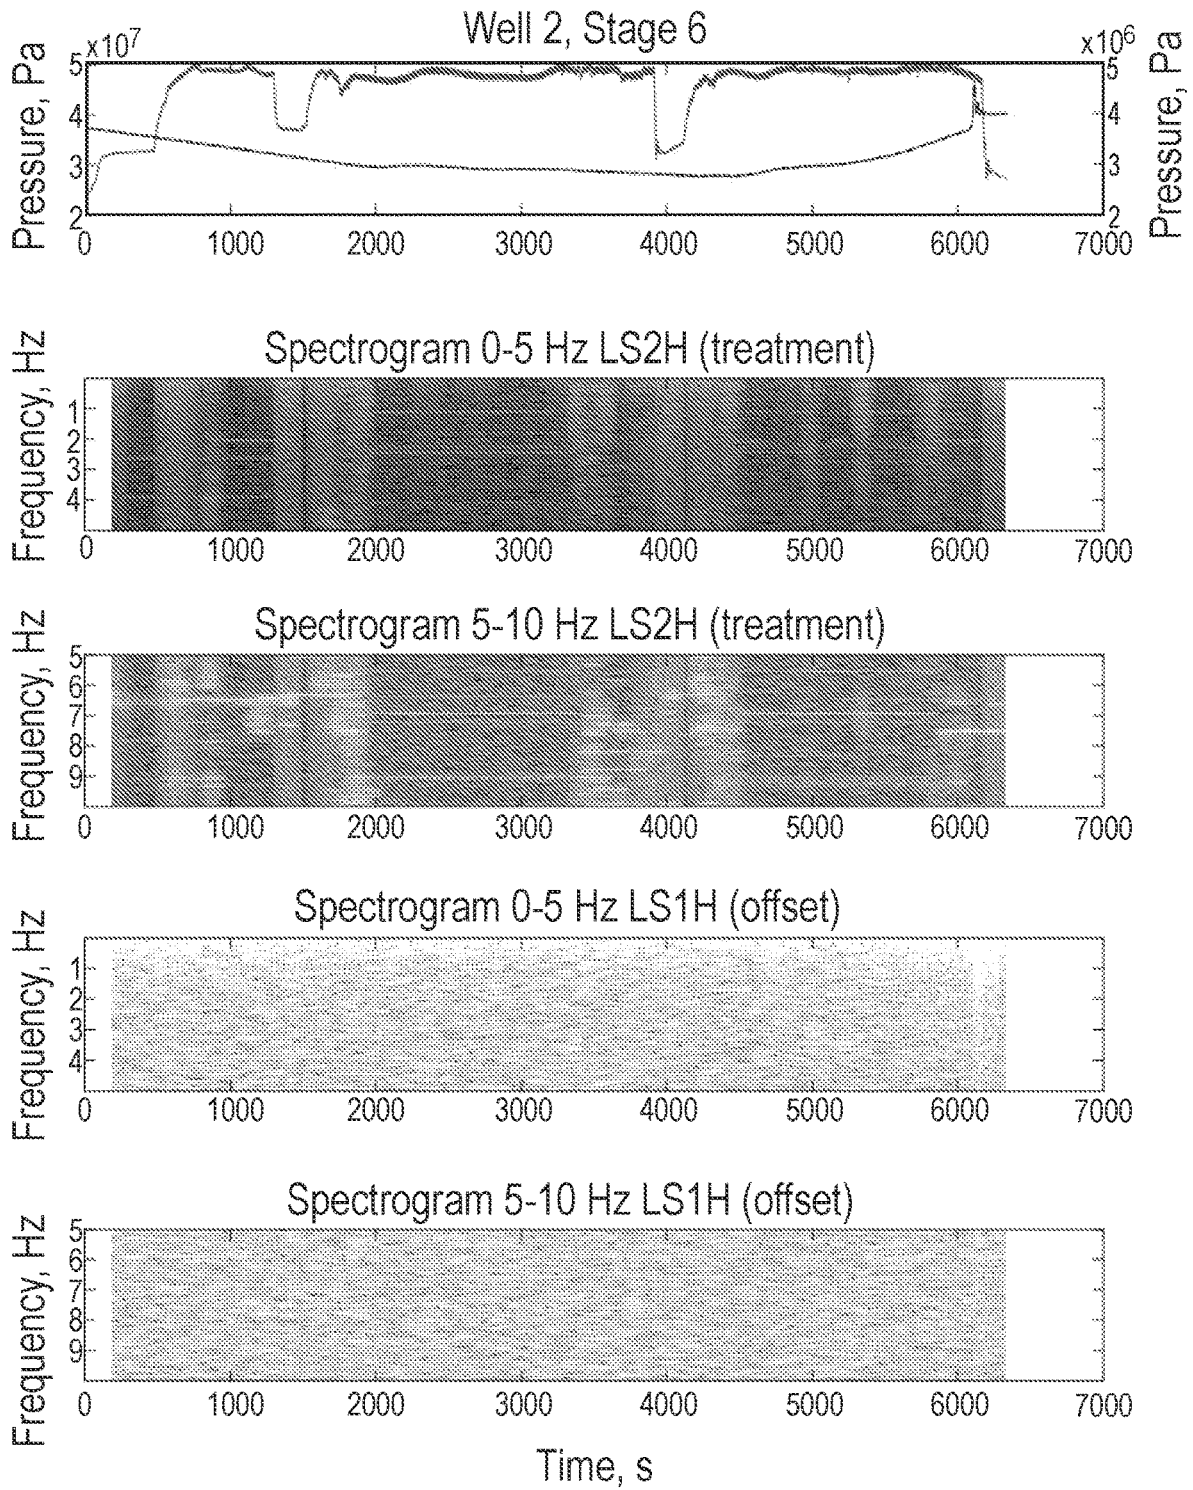 Well 2, Stage 6
x10⁷
x10⁶
Pressure, Pa
5
4
3
2
5
4
3
2
Pressure, Pa
0 1000 2000 3000 4000 5000 6000 7000
Spectrogram 0-5 Hz LS2H (treatment)
Frequency, Hz
1
2
3
4
0 1000 2000 3000 4000 5000 6000 7000
Spectrogram 5-10 Hz LS2H (treatment)
Frequency, Hz
5
6
7
8
9
0 1000 2000 3000 4000 5000 6000 7000
Spectrogram 0-5 Hz LS1H (offset)
Frequency, Hz
1
2
3
4
0 1000 2000 3000 4000 5000 6000 7000
Spectrogram 5-10 Hz LS1H (offset)
Frequency, Hz
5
6
7
8
9
0 1000 2000 3000 4000 5000 6000 7000
Time, s